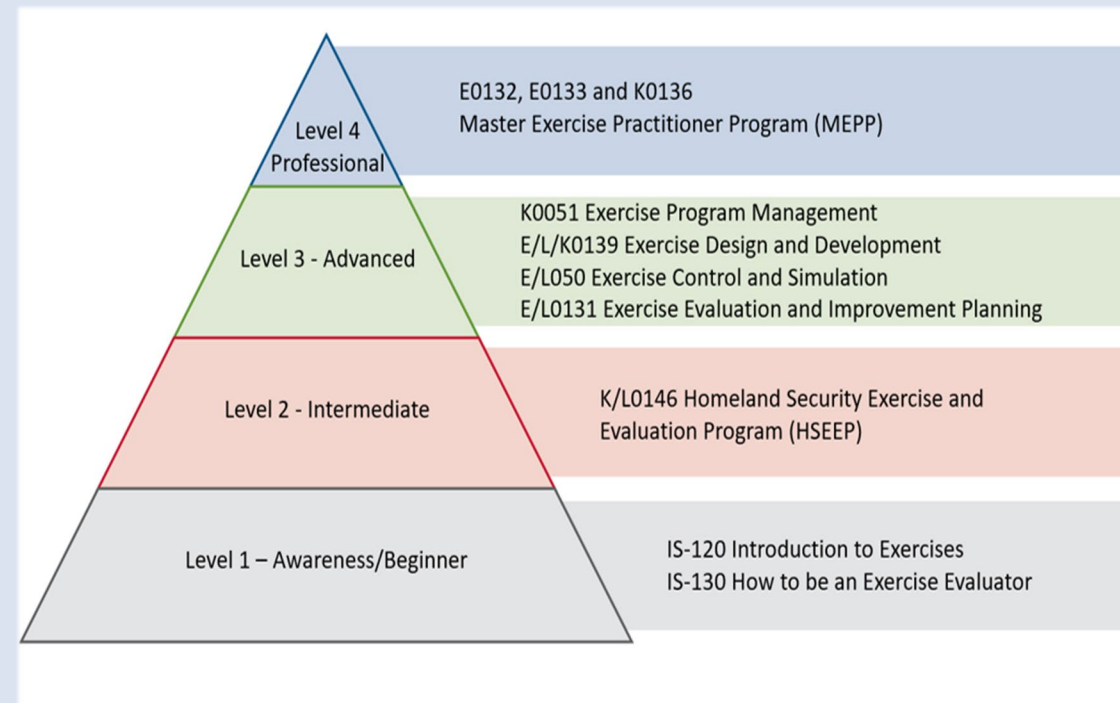 Level 4
Professional
E0132, E0133 and K0136
Master Exercise Practitioner Program (MEPP)
Level 3 - Advanced
K0051 Exercise Program Management
E/L/K0139 Exercise Design and Development
E/L050 Exercise Control and Simulation
E/L0131 Exercise Evaluation and Improvement Planning
Level 2 - Intermediate
K/L0146 Homeland Security Exercise and
Evaluation Program (HSEEP)
Level 1 – Awareness/Beginner
IS-120 Introduction to Exercises
IS-130 How to be an Exercise Evaluator